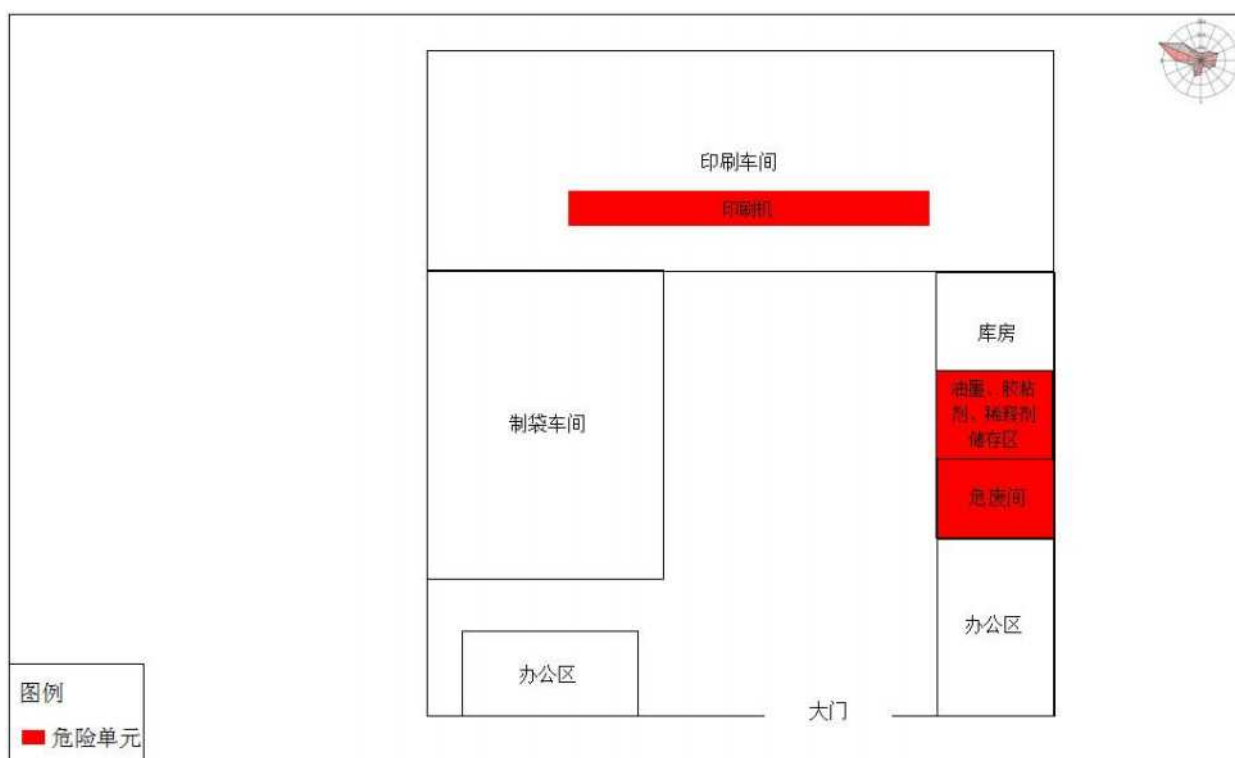 印刷车间
印刷机
库房
油墨、胶粘
剂、稀释剂
储存区
制袋车间
危废间
办公区
办公区
大门
图例
危险单元